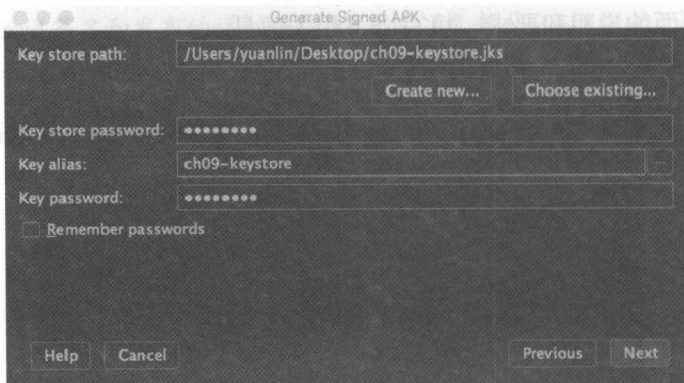 Generate Signed APK
Key store path: /Users/yuanlin/Desktop/ch09-keystore.jks
Create new... Choose existing...
Key store password: ••••••••
Key alias: ch09-keystore ...
Key password: ••••••••
Remember passwords
Help Cancel Previous Next